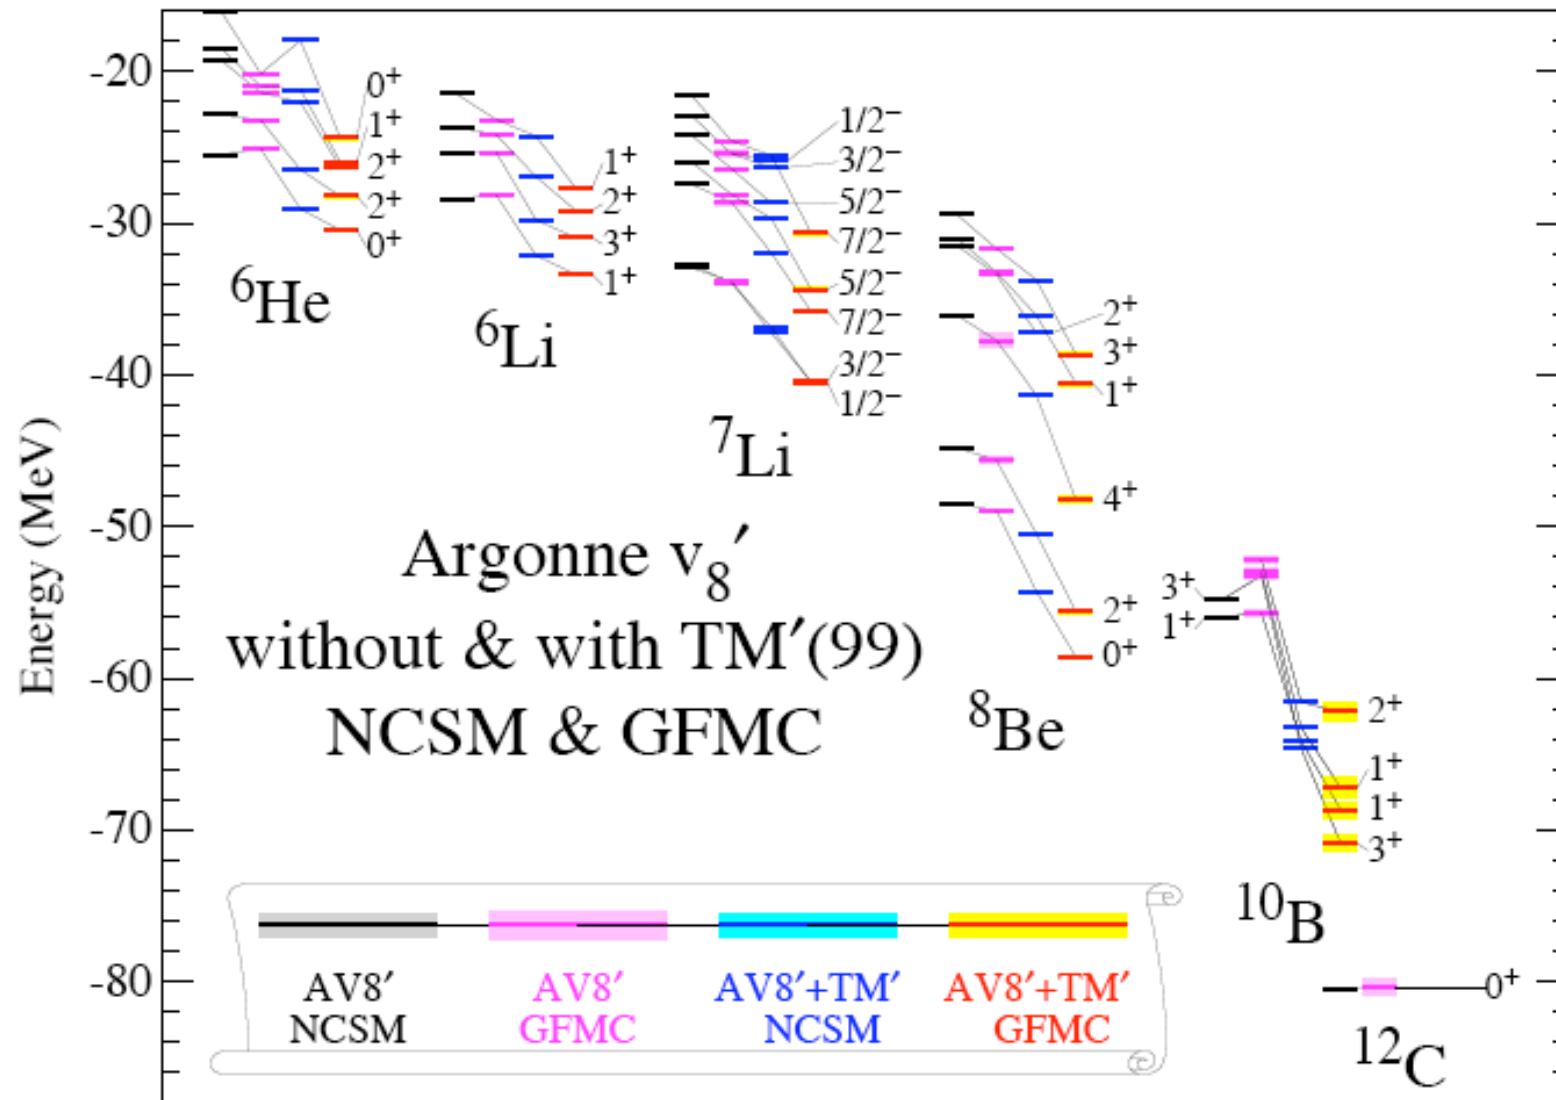 -20
-30
-40
-50
-60
-70
-80
Energy (MeV)
0⁺
1⁺
2⁺
2⁺
0⁺
⁶He
1⁺
2⁺
3⁺
1⁺
⁶Li
1/2⁻
3/2⁻
5/2⁻
7/2⁻
5/2⁻
7/2⁻
3/2⁻
1/2⁻
⁷Li
2⁺
3⁺
1⁺
4⁺
2⁺
0⁺
⁸Be
3⁺
1⁺
2⁺
1⁺
1⁺
3⁺
¹⁰B
0⁺
¹²C
Argonne v₈′
without & with TM′(99)
NCSM & GFMC
AV8′
NCSM
AV8′
GFMC
AV8′+TM′
NCSM
AV8′+TM′
GFMC